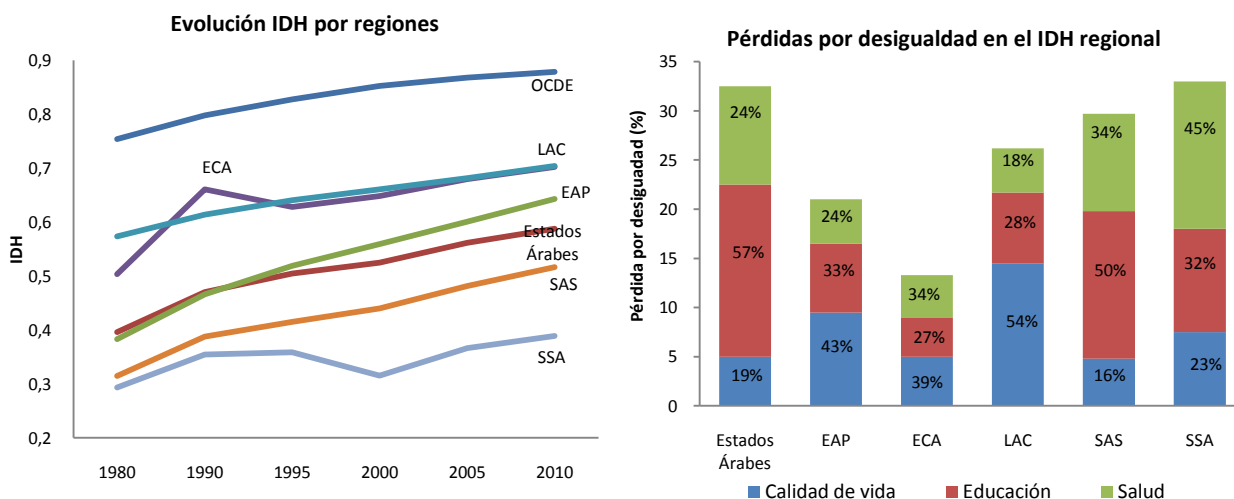 Evolución IDH por regiones
IDH
0,9
0,8
0,7
0,6
0,5
0,4
0,3
0,2
1980 1990 1995 2000 2005 2010
OCDE
LAC
ECA
EAP
Estados
Árabes
SAS
SSA
Pérdidas por desigualdad en el IDH regional
Pérdida por desiguadad (%)
35
30
25
20
15
10
5
0
24% 57% 19%
24% 33% 43%
34% 27% 39%
18% 28% 54%
34% 50% 16%
45% 32% 23%
Estados EAP ECA LAC SAS SSA
Árabes
Calidad de vida Educación Salud